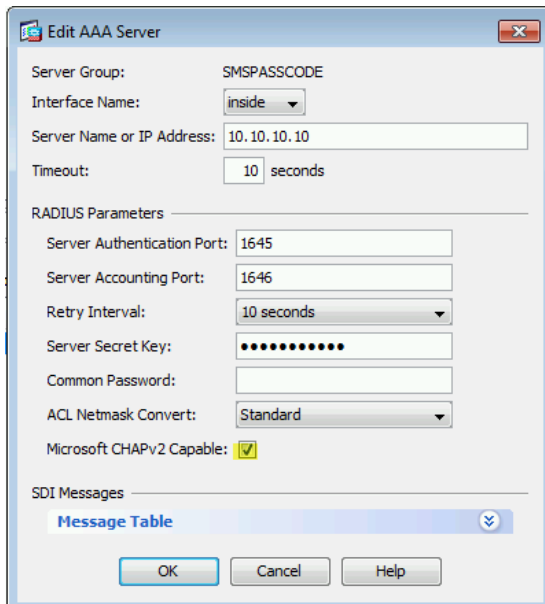 Edit AAA Server
Server Group: SMSPASSCODE
Interface Name: inside
Server Name or IP Address: 10.10.10.10
Timeout: 10 seconds
RADIUS Parameters
Server Authentication Port: 1645
Server Accounting Port: 1646
Retry Interval: 10 seconds
Server Secret Key: •••••••••••
Common Password:
ACL Netmask Convert: Standard
Microsoft CHAPv2 Capable:
SDI Messages
Message Table
OK Cancel Help